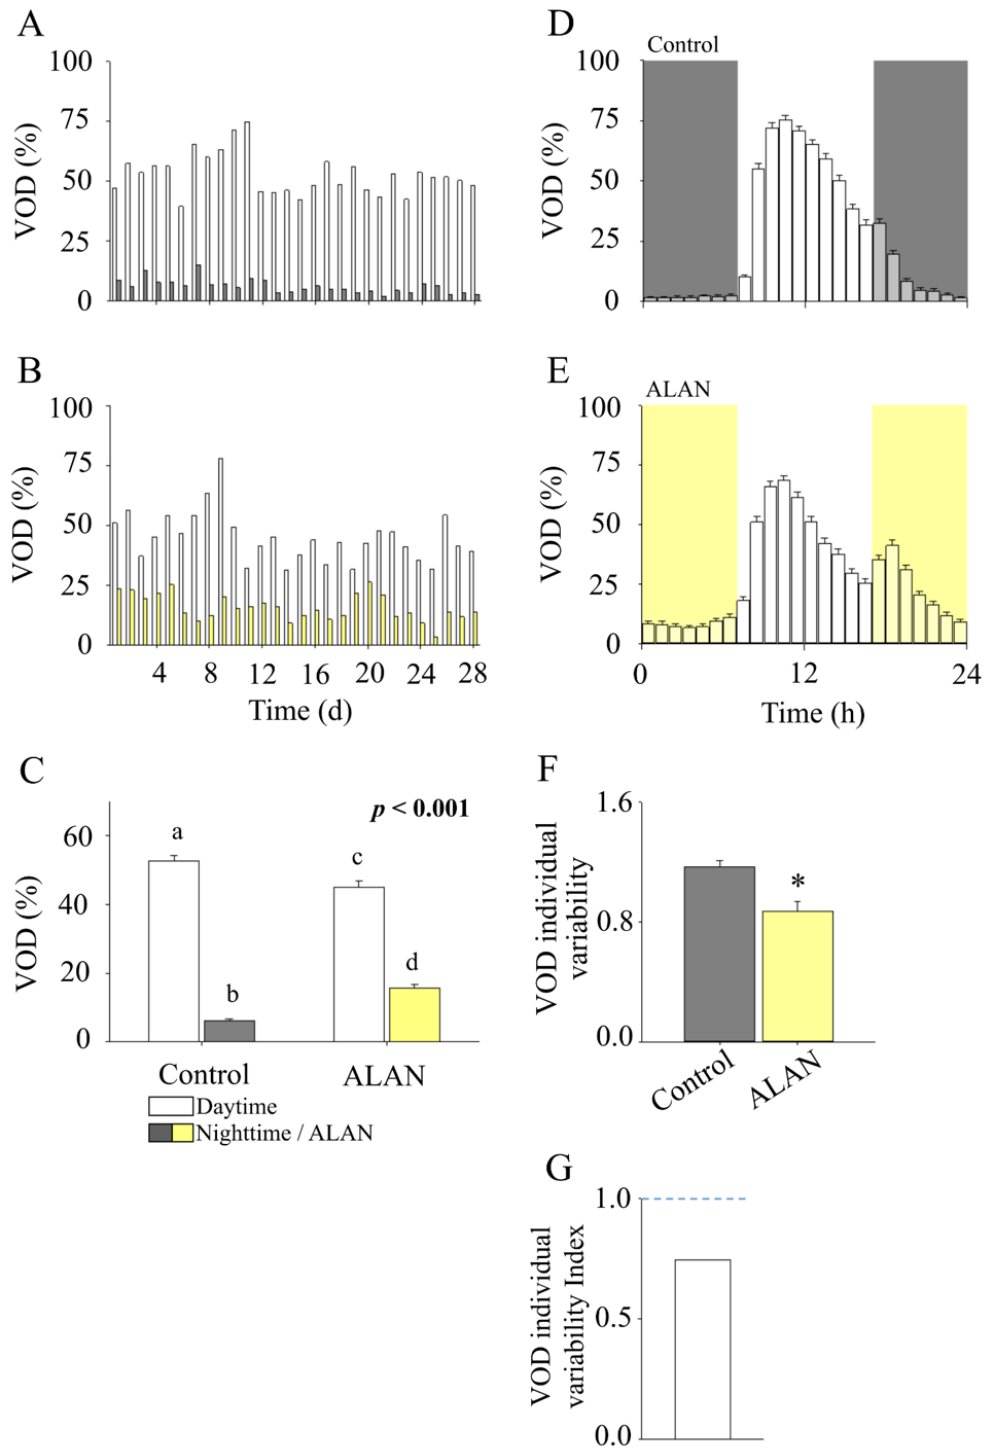 A
100
75
50
25
0
VOD (%)
B
100
75
50
25
0
VOD (%)
4 8 12 16 20 24 28
Time (d)
C
p < 0.001
60
40
20
0
VOD (%)
a
b
c
d
Control ALAN
Daytime
Nighttime / ALAN
D
Control
100
75
50
25
0
VOD (%)
E
ALAN
100
75
50
25
0
VOD (%)
0 12 24
Time (h)
F
1.6
0.8
0.0
VOD individual
variability
*
Control ALAN
G
1.0
0.5
0.0
VOD individual
variability Index